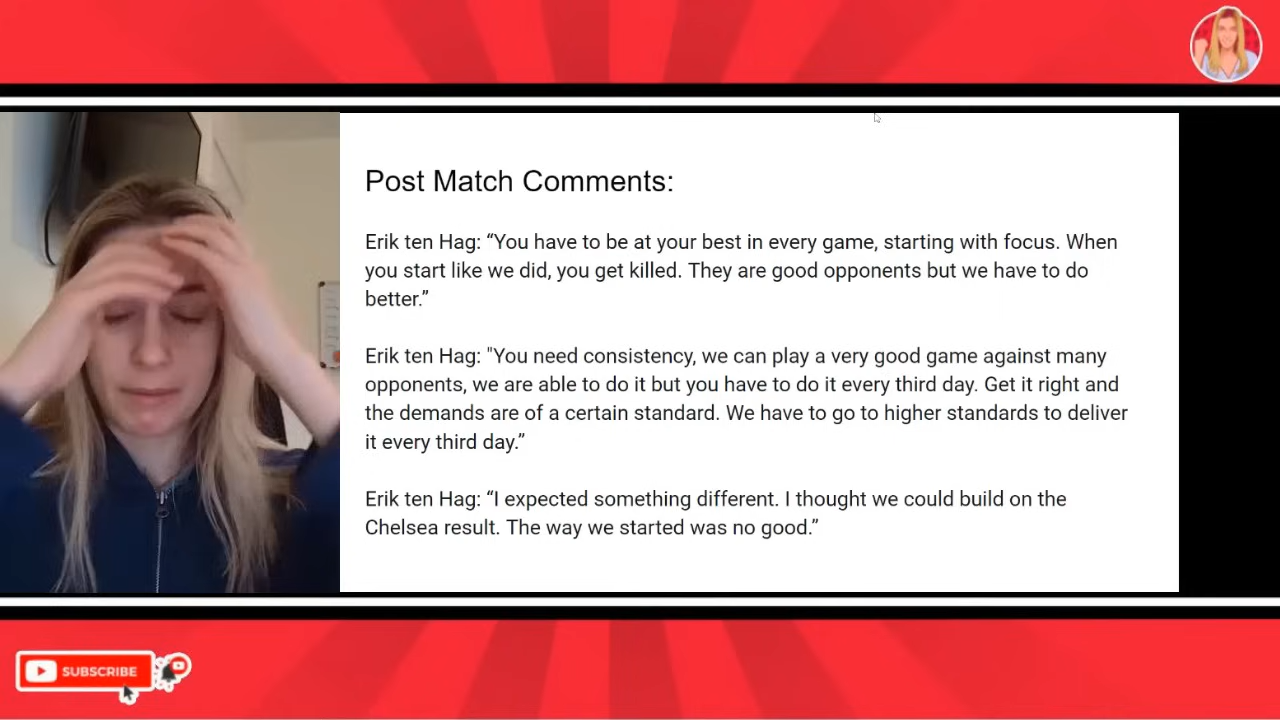 Post Match Comments:
Erik ten Hag: “You have to be at your best in every game, starting with focus. When
you start like we did, you get killed. They are good opponents but we have to do
better.”
Erik ten Hag: "You need consistency, we can play a very good game against many
opponents, we are able to do it but you have to do it every third day. Get it right and
the demands are of a certain standard. We have to go to higher standards to deliver
it every third day.”
Erik ten Hag: “I expected something different. I thought we could build on the
Chelsea result. The way we started was no good.”
SUBSCRIBE